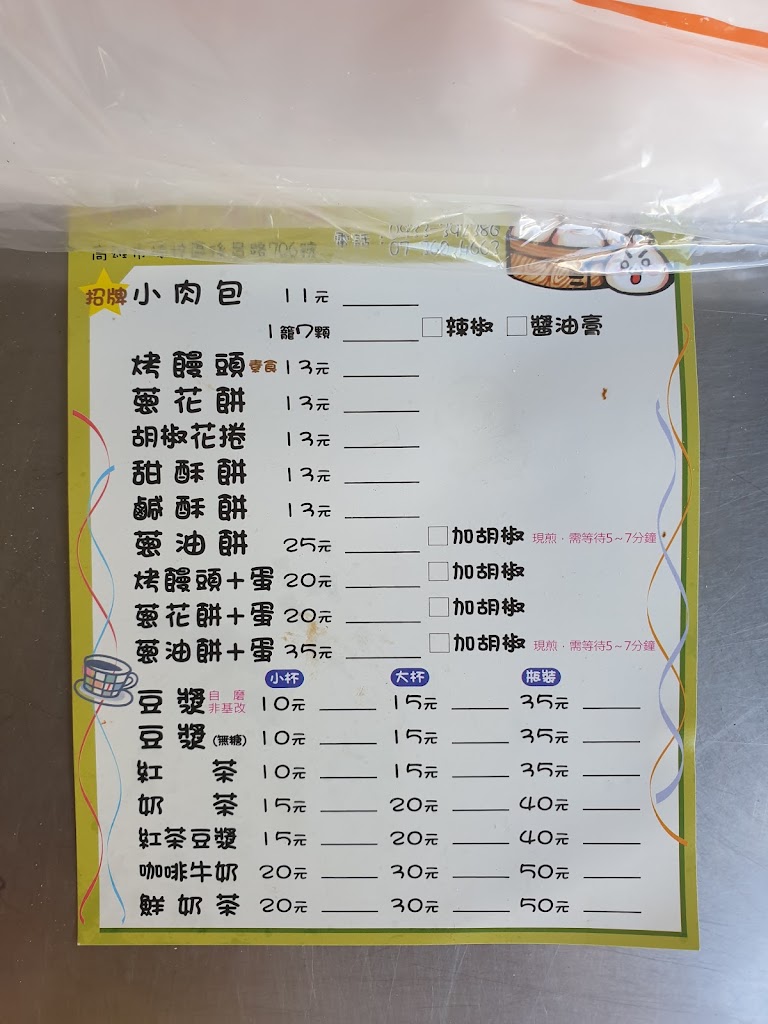 電話：
招牌 小肉包 11元
1籠7顆 辣椒 醬油膏
烤饅頭 素食 13元
蔥花餅 13元
胡椒花捲 13元
甜酥餅 13元
鹹酥餅 13元
蔥油餅 25元 加胡椒 現煎．需等待5~7分鐘
烤饅頭+蛋 20元 加胡椒
蔥花餅+蛋 20元 加胡椒
蔥油餅+蛋 35元 加胡椒 現煎．需等待5~7分鐘
小杯 大杯 瓶裝
豆漿 自磨 非基改 10元 15元 35元
豆漿(無糖) 10元 15元 35元
紅茶 10元 15元 35元
奶茶 15元 20元 40元
紅茶豆漿 15元 20元 40元
咖啡牛奶 20元 30元 50元
鮮奶茶 20元 30元 50元